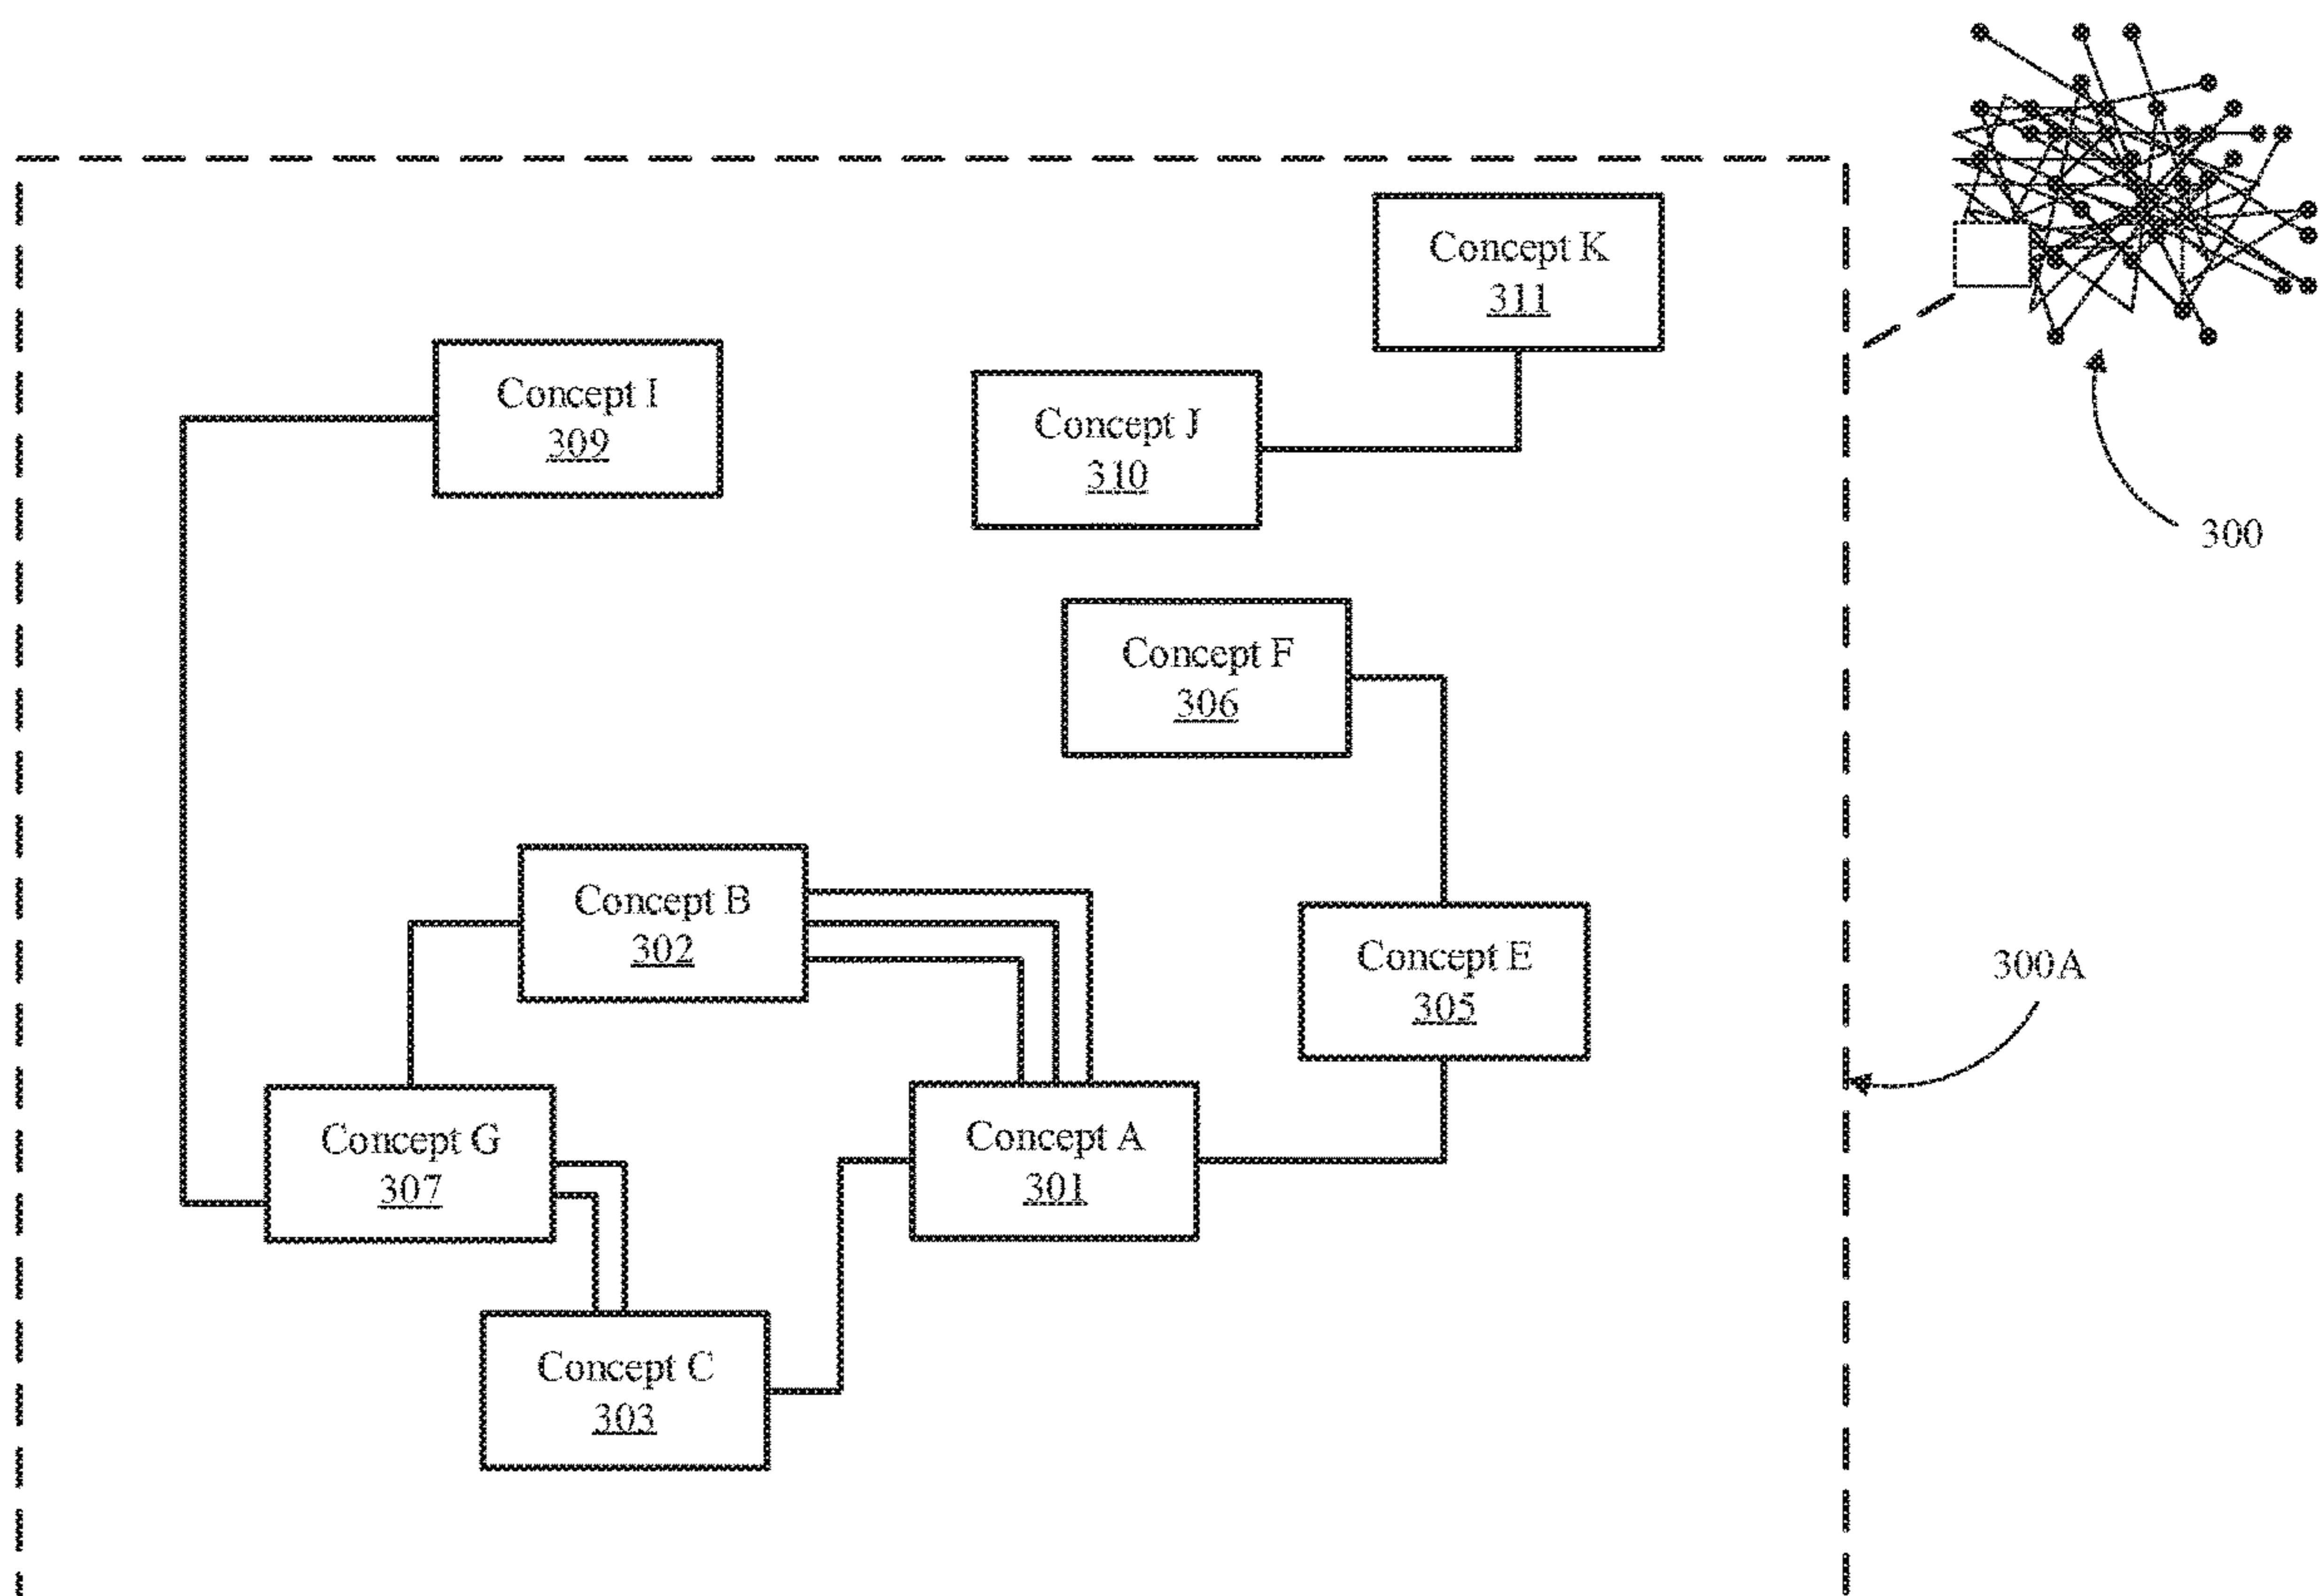 Concept K
311
Concept I
309
Concept J
310
300
Concept F
306
Concept B
302
Concept E
305
300A
Concept G
307
Concept A
301
Concept C
303